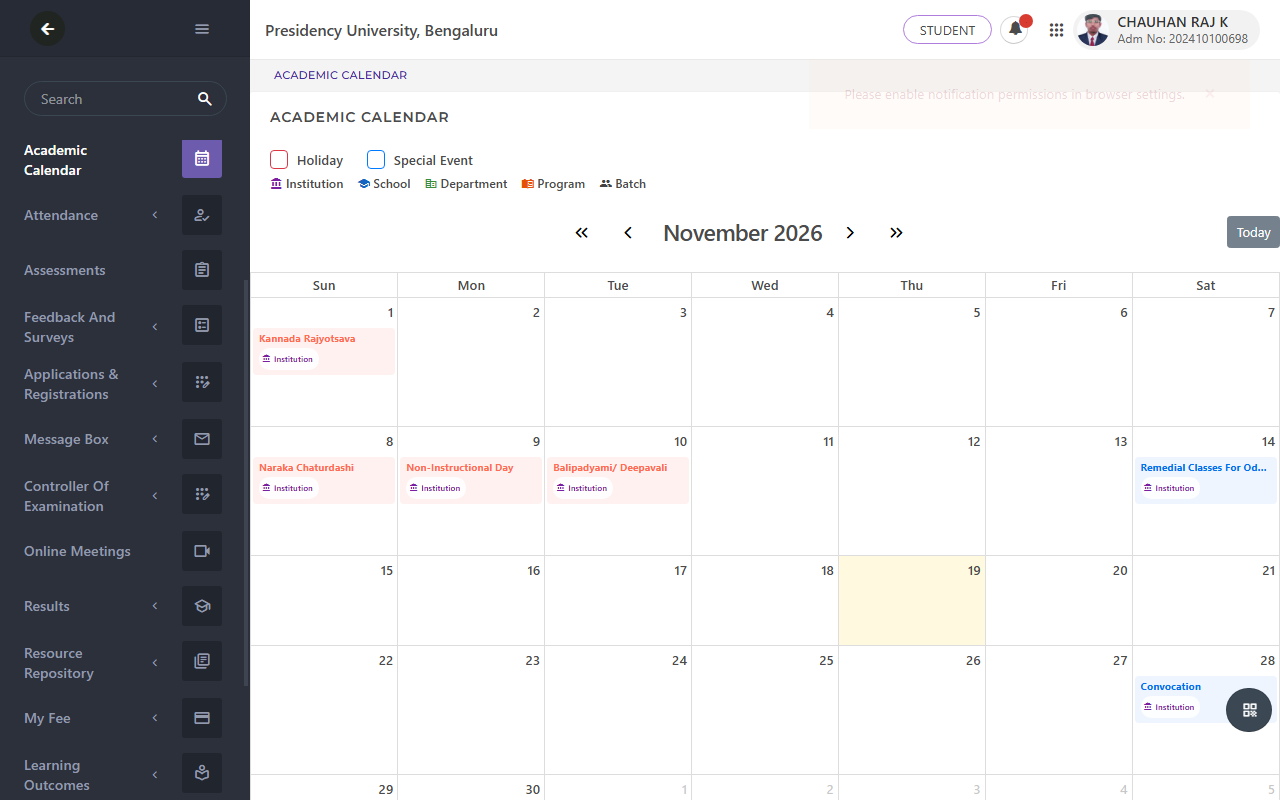 Presidency University, Bengaluru
STUDENT
CHAUHAN RAJ K
Adm No: 202410100698
ACADEMIC CALENDAR
Please enable notification permissions in browser settings.
Search
ACADEMIC CALENDAR
Academic
Calendar
Attendance
Assessments
Feedback And
Surveys
Applications &
Registrations
Message Box
Controller Of
Examination
Online Meetings
Results
Resource
Repository
My Fee
Learning
Outcomes
Holiday Special Event
Institution School Department Program Batch
November 2026
Today
Sun Mon Tue Wed Thu Fri Sat
1 2 3 4 5 6 7
Kannada Rajyotsava
Institution
8 9 10 11 12 13 14
Naraka Chaturdashi Non-Instructional Day Balipadyami/ Deepavali Remedial Classes For Od...
Institution Institution Institution Institution
15 16 17 18 19 20 21
22 23 24 25 26 27 28
Convocation
Institution
29 30 1 2 3 4 5